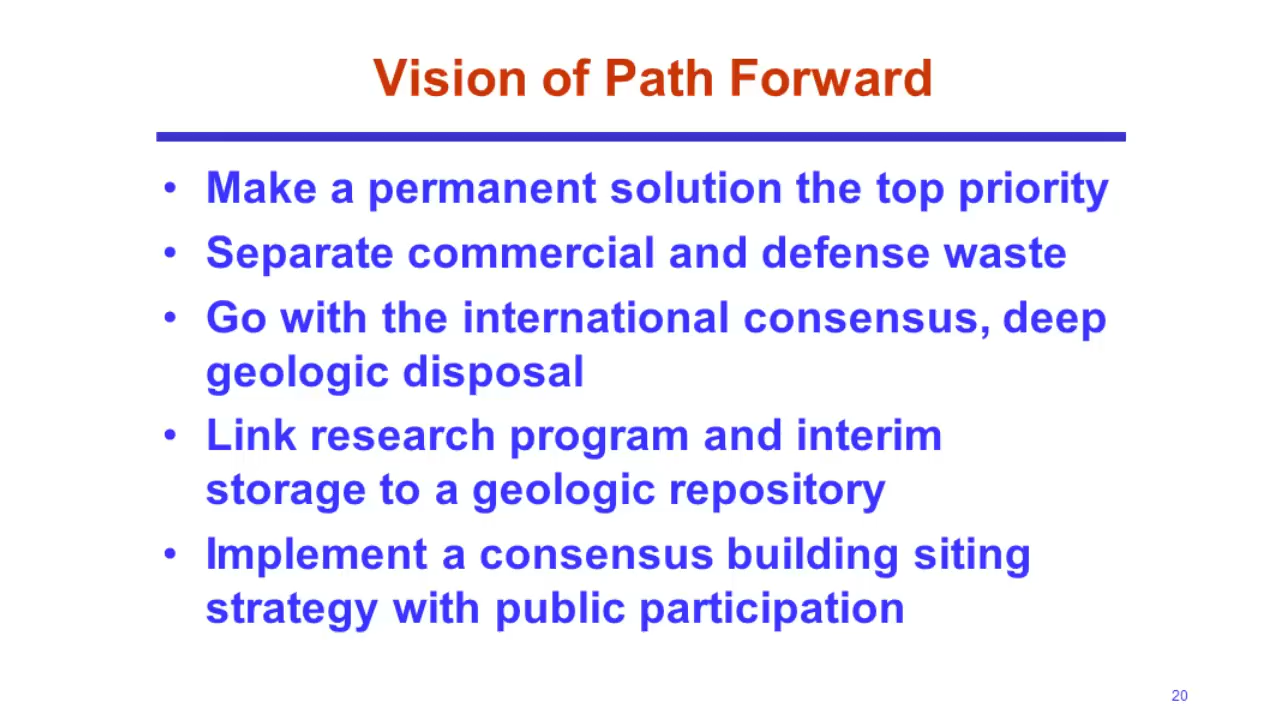 Vision of Path Forward
• Make a permanent solution the top priority
• Separate commercial and defense waste
• Go with the international consensus, deep
geologic disposal
• Link research program and interim
storage to a geologic repository
• Implement a consensus building siting
strategy with public participation
20